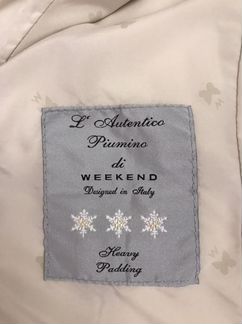 L' Autentico
Piumino
di
WEEKEND
Designed in Italy
Heavy
Padding